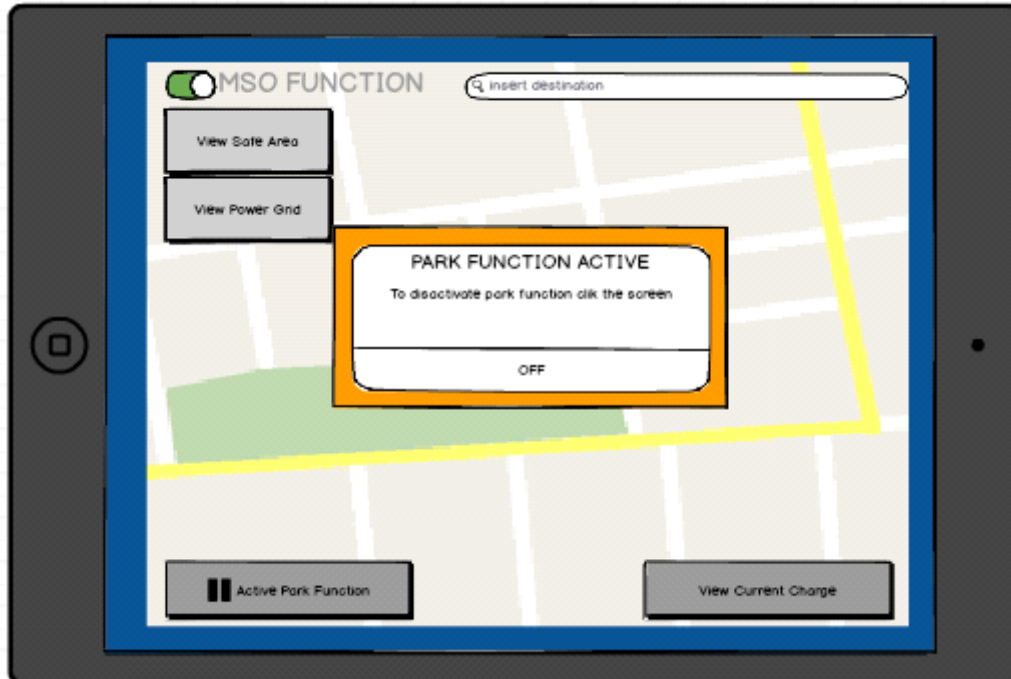 MSO FUNCTION
insert destination
View Safe Area
View Power Grid
PARK FUNCTION ACTIVE
To disactivate park function clik the screen
OFF
Active Park Function
View Current Charge